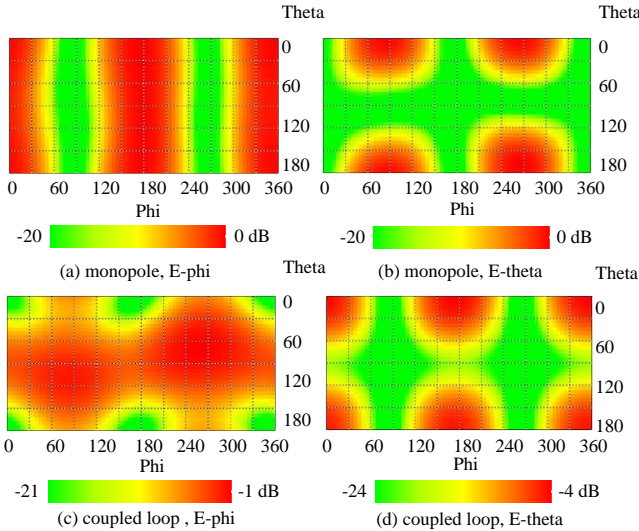 Theta
Theta
0
60
120
180
0
60
120
180
0 60 120 180 240 300 360
0 60 120 180 240 300 360
Phi
Phi
-20 0 dB
-20 0 dB
(a) monopole, E-phi
(b) monopole, E-theta
Theta
Theta
0
60
120
180
0
60
120
180
0 60 120 180 240 300 360
0 60 120 180 240 300 360
Phi
Phi
-21 -1 dB
-24 -4 dB
(c) coupled loop , E-phi
(d) coupled loop, E-theta